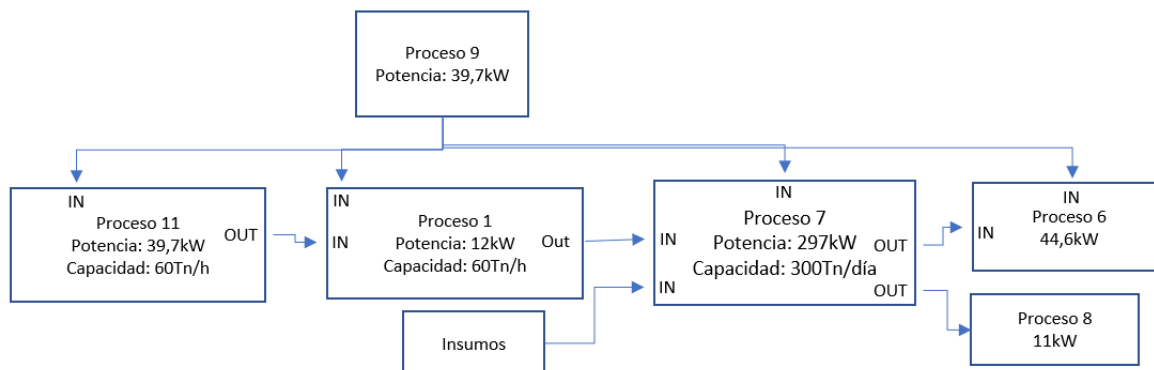 Proceso 9
Potencia: 39,7kW
IN
Proceso 11
Potencia: 39,7kW
Capacidad: 60Tn/h
OUT
IN
IN
Proceso 1
Potencia: 12kW
Capacidad: 60Tn/h
Out
IN
IN
IN
Proceso 7
Potencia: 297kW
Capacidad: 300Tn/día
OUT
OUT
IN
IN
Proceso 6
44,6kW
Insumos
Proceso 8
11kW